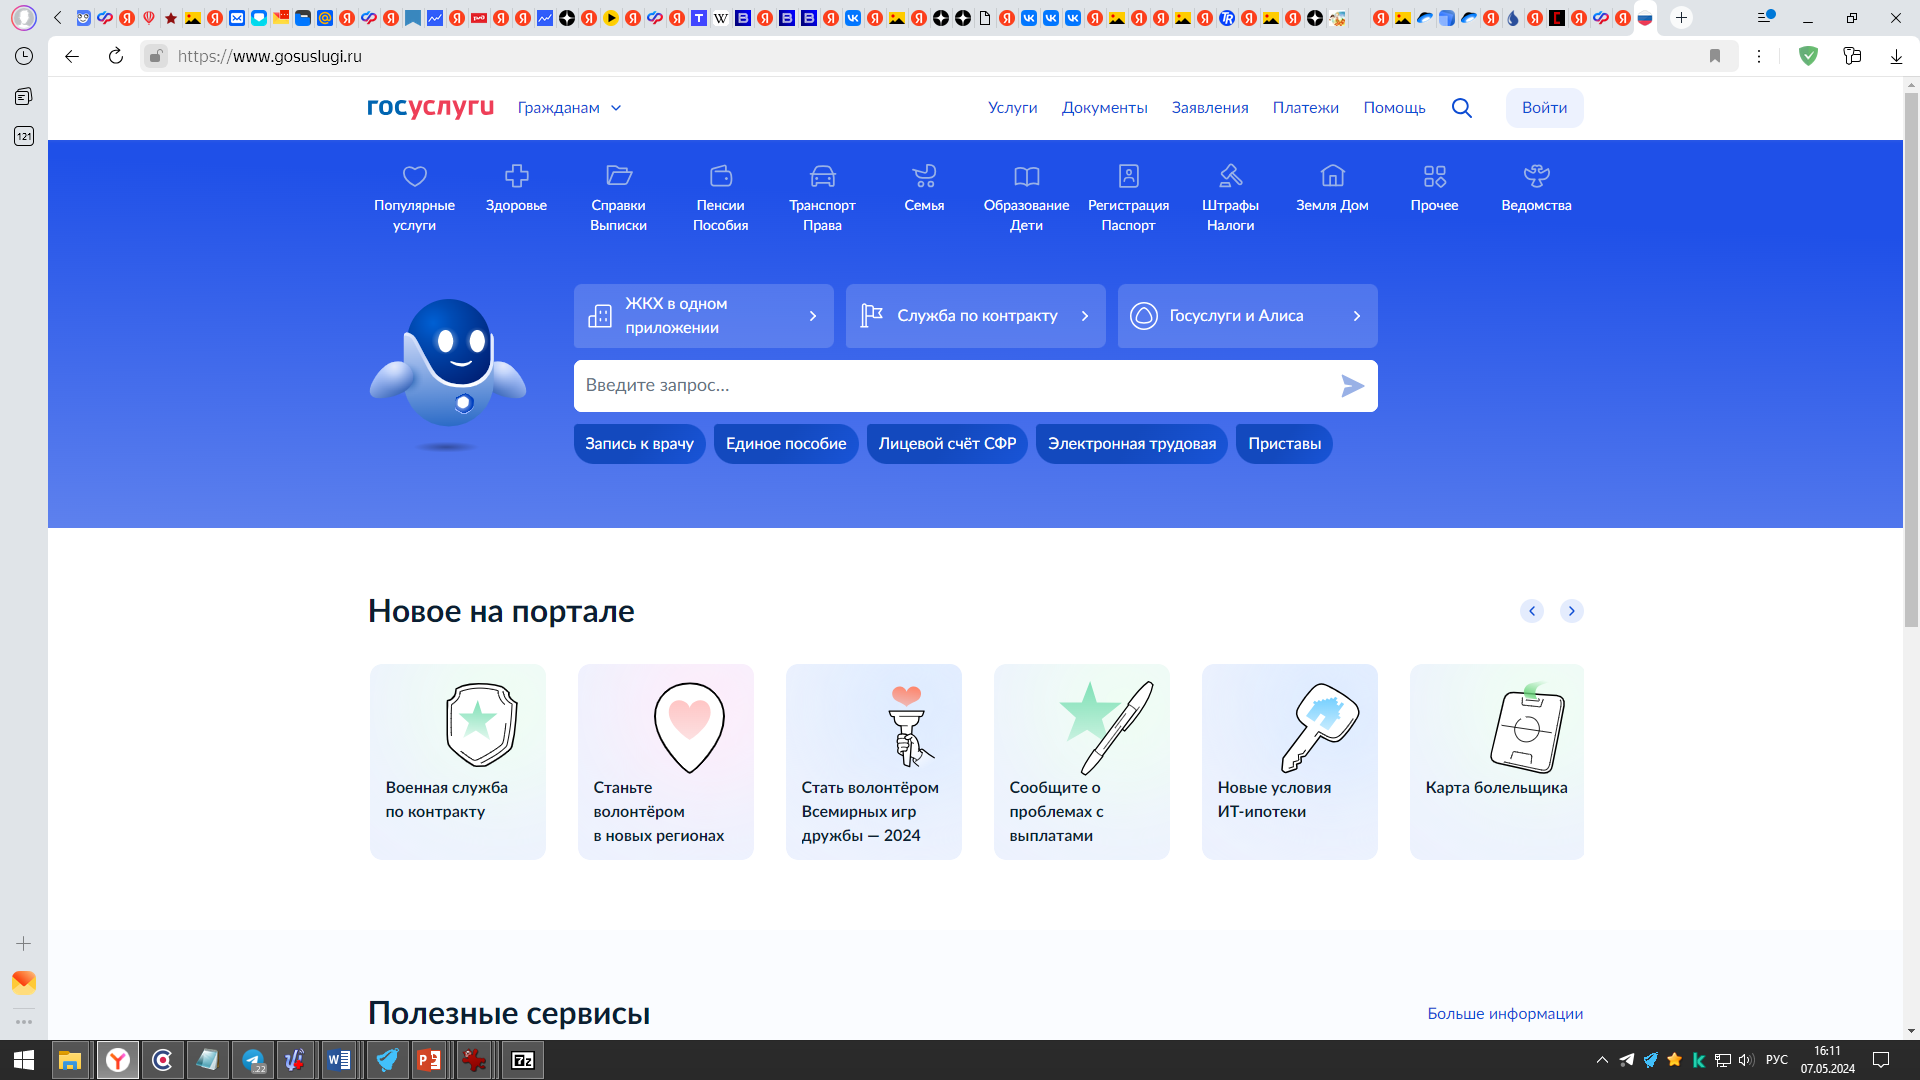 https://www.gosuslugi.ru
121
госуслуги
Гражданам
Услуги
Документы
Заявления
Платежи
Помощь
Войти
Популярные
услуги
Здоровье
Справки
Выписки
Пенсии
Пособия
Транспорт
Права
Семья
Образование
Дети
Регистрация
Паспорт
Штрафы
Налоги
Земля Дом
Прочее
Ведомства
ЖКХ в одном
приложении
Служба по контракту
Госуслуги и Алиса
Введите запрос...
Запись к врачу
Единое пособие
Лицевой счёт СФР
Электронная трудовая
Приставы
Новое на портале
Военная служба
по контракту
Станьте
волонтёром
в новых регионах
Стать волонтёром
Всемирных игр
дружбы — 2024
Сообщите о
проблемах с
выплатами
Новые условия
ИТ-ипотеки
Карта болельщика
Полезные сервисы
Больше информации
22
7z
РУС
16:11
07.05.2024